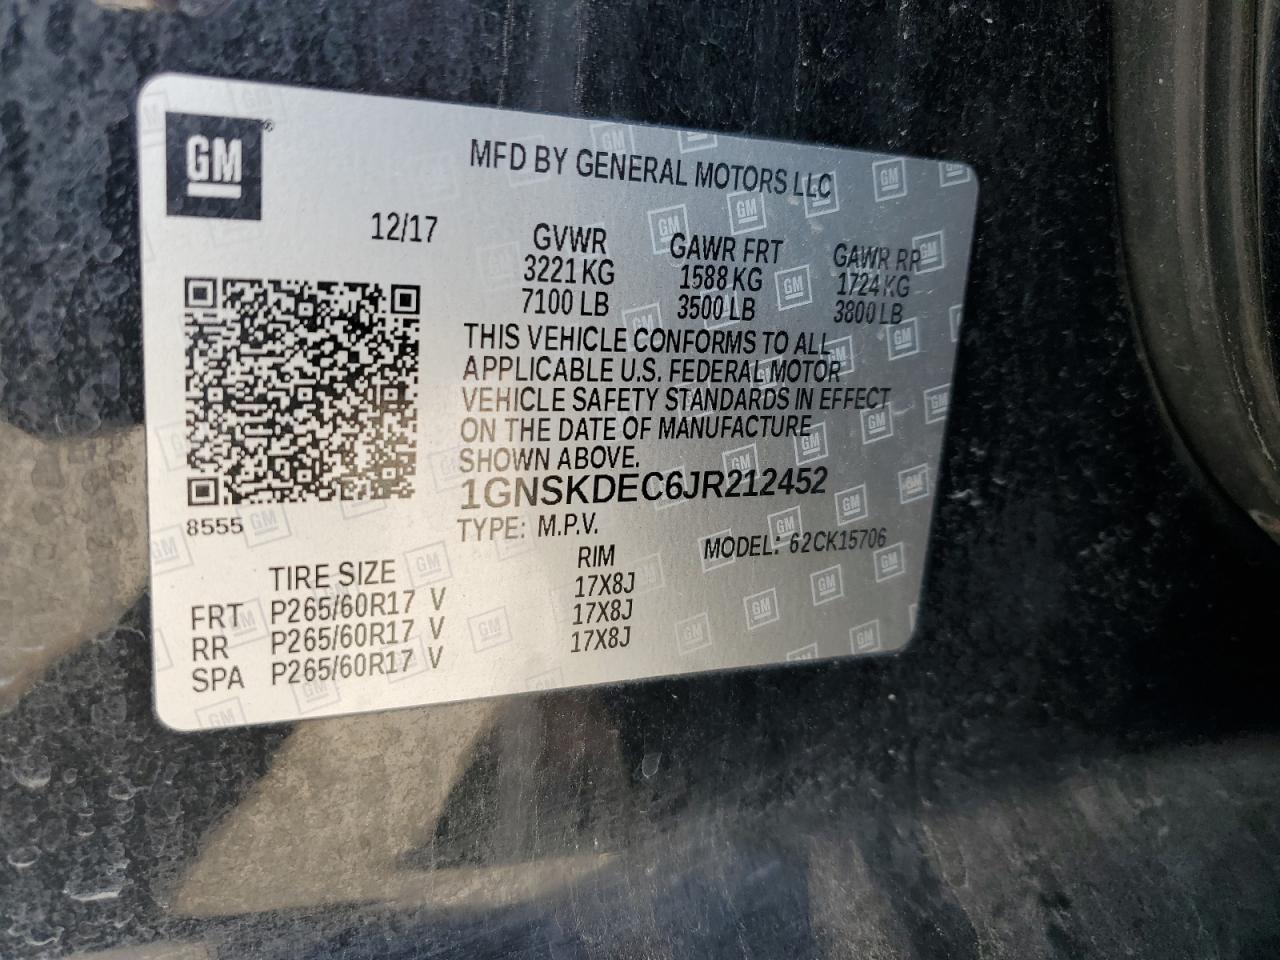 GM
MFD BY GENERAL MOTORS LLC
12/17
GVWR GAWR FRT GAWR RR
3221 KG 1588 KG 1724 KG
7100 LB 3500 LB 3800 LB
THIS VEHICLE CONFORMS TO ALL
APPLICABLE U.S. FEDERAL MOTOR
VEHICLE SAFETY STANDARDS IN EFFECT
ON THE DATE OF MANUFACTURE
SHOWN ABOVE.
1GNSKDEC6JR212452
8555
TYPE: M.P.V. MODEL: 62CK15706
TIRE SIZE RIM
FRT P265/60R17 V 17X8J
RR P265/60R17 V 17X8J
SPA P265/60R17 V 17X8J